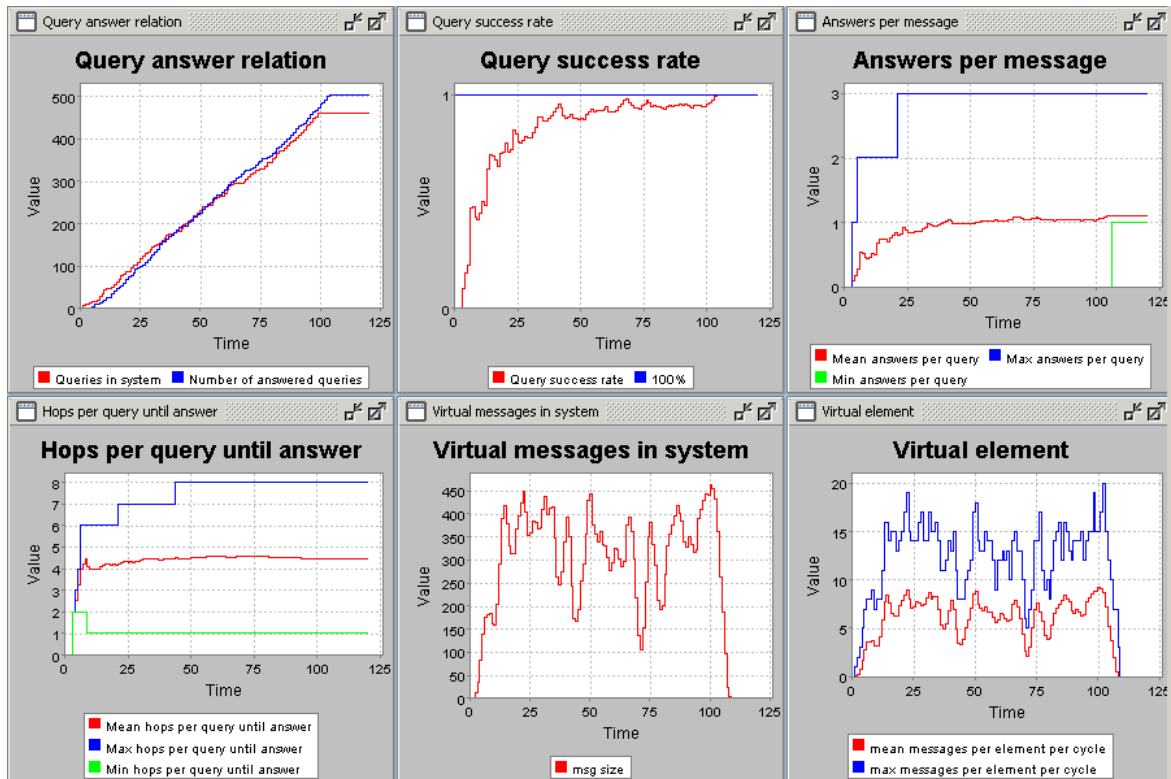 Query answer relation
Query answer relation
500
400
300
200
100
0
Value
0 25 50 75 100 125
Time
Queries in system Number of answered queries
Query success rate
Query success rate
1
0
Value
0 25 50 75 100 125
Time
Query success rate 100%
Answers per message
Answers per message
3
2
1
0
Value
0 25 50 75 100 125
Time
Mean answers per query Max answers per query
Min answers per query
Hops per query until answer
Hops per query until answer
8
7
6
5
4
3
2
1
0
Value
0 25 50 75 100 125
Time
Mean hops per query until answer
Max hops per query until answer
Min hops per query until answer
Virtual messages in system
Virtual messages in system
450
400
350
300
250
200
150
100
50
0
Value
0 25 50 75 100 125
Time
msg size
Virtual element
Virtual element
20
15
10
5
0
Value
0 25 50 75 100 125
Time
mean messages per element per cycle
max messages per element per cycle